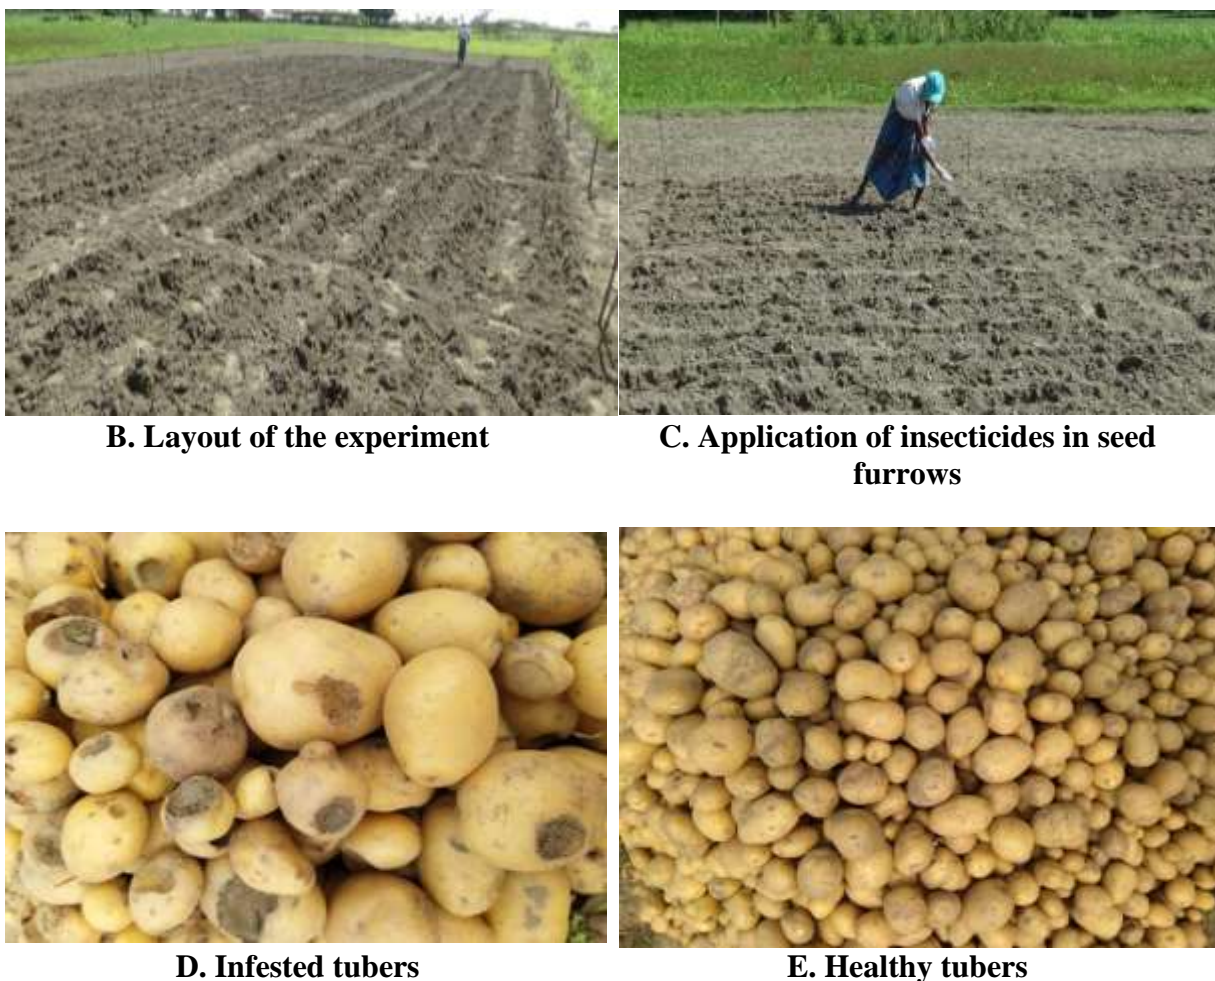 B. Layout of the experiment
C. Application of insecticides in seed
furrows
D. Infested tubers
E. Healthy tubers